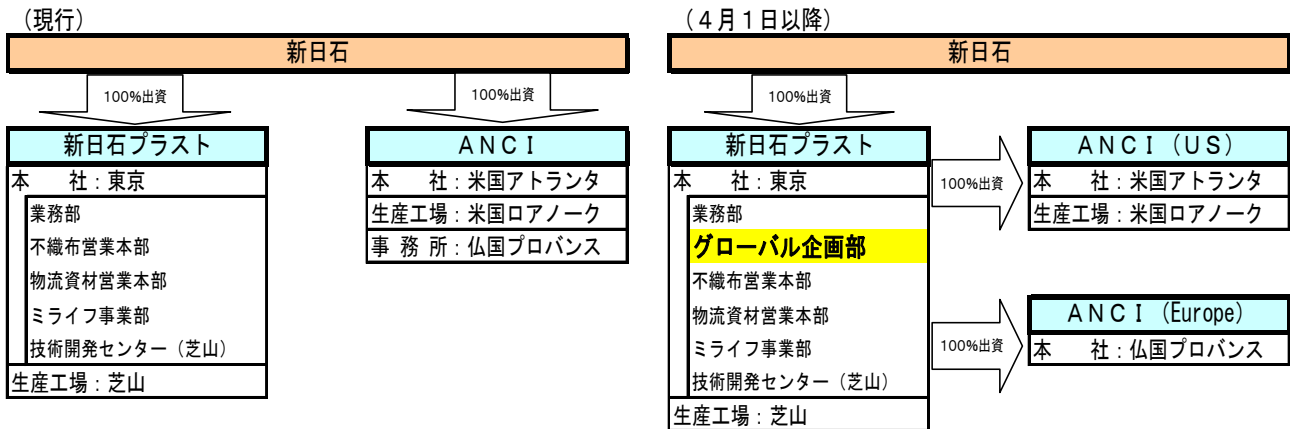 （現行）
新日石
100%出資
100%出資
新日石プラスト
本　　社：東京
業務部
不織布営業本部
物流資材営業本部
ミライフ事業部
技術開発センター（芝山）
生産工場：芝山
ＡＮＣＩ
本　　社：米国アトランタ
生産工場：米国ロアノーク
事 務 所：仏国プロバンス
（４月１日以降）
新日石
100%出資
新日石プラスト
本　　社：東京
業務部
グローバル企画部
不織布営業本部
物流資材営業本部
ミライフ事業部
技術開発センター（芝山）
生産工場：芝山
100%出資
ＡＮＣＩ（ＵＳ）
本　　社：米国アトランタ
生産工場：米国ロアノーク
100%出資
ＡＮＣＩ（Europe）
本　　社：仏国プロバンス